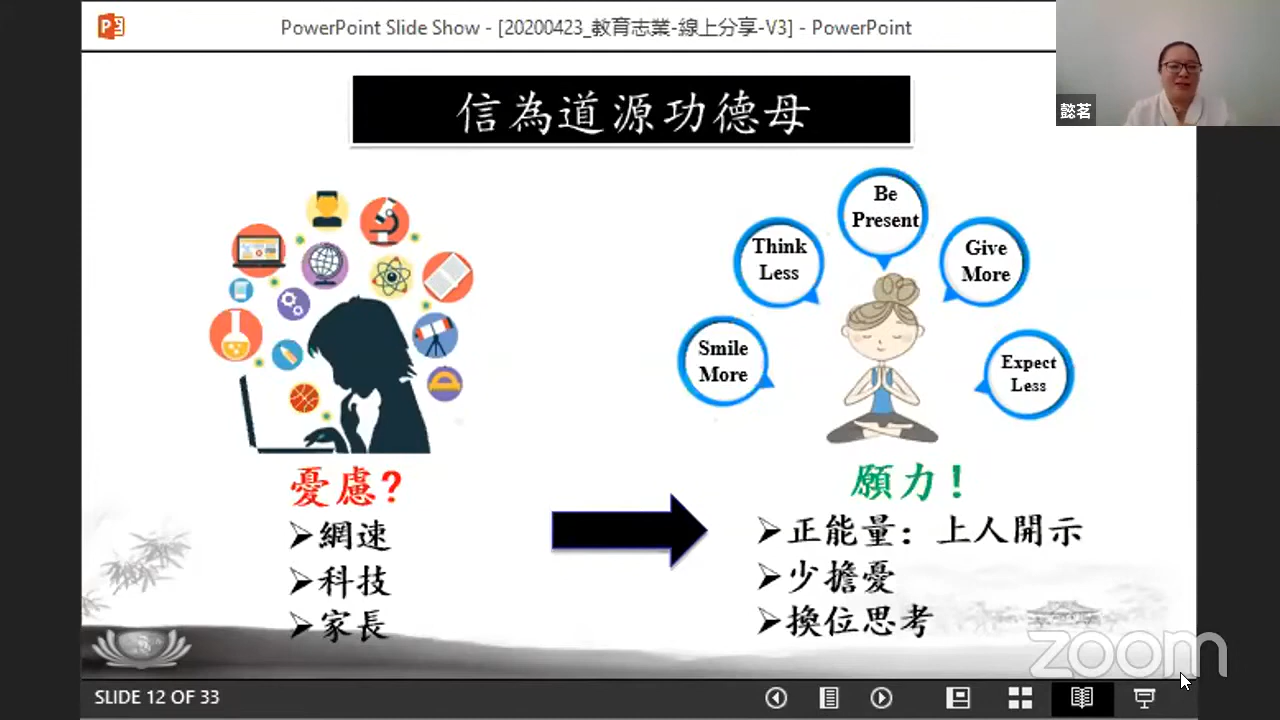 PowerPoint Slide Show - [20200423_教育志業-線上分享-V3] - PowerPoint
懿茗
信為道源功德母
Be
Present
Think
Less
Give
More
Smile
More
Expect
Less
憂慮?
網速
科技
家長
願力!
正能量: 上人開示
少擔憂
換位思考
zoom
SLIDE 12 OF 33